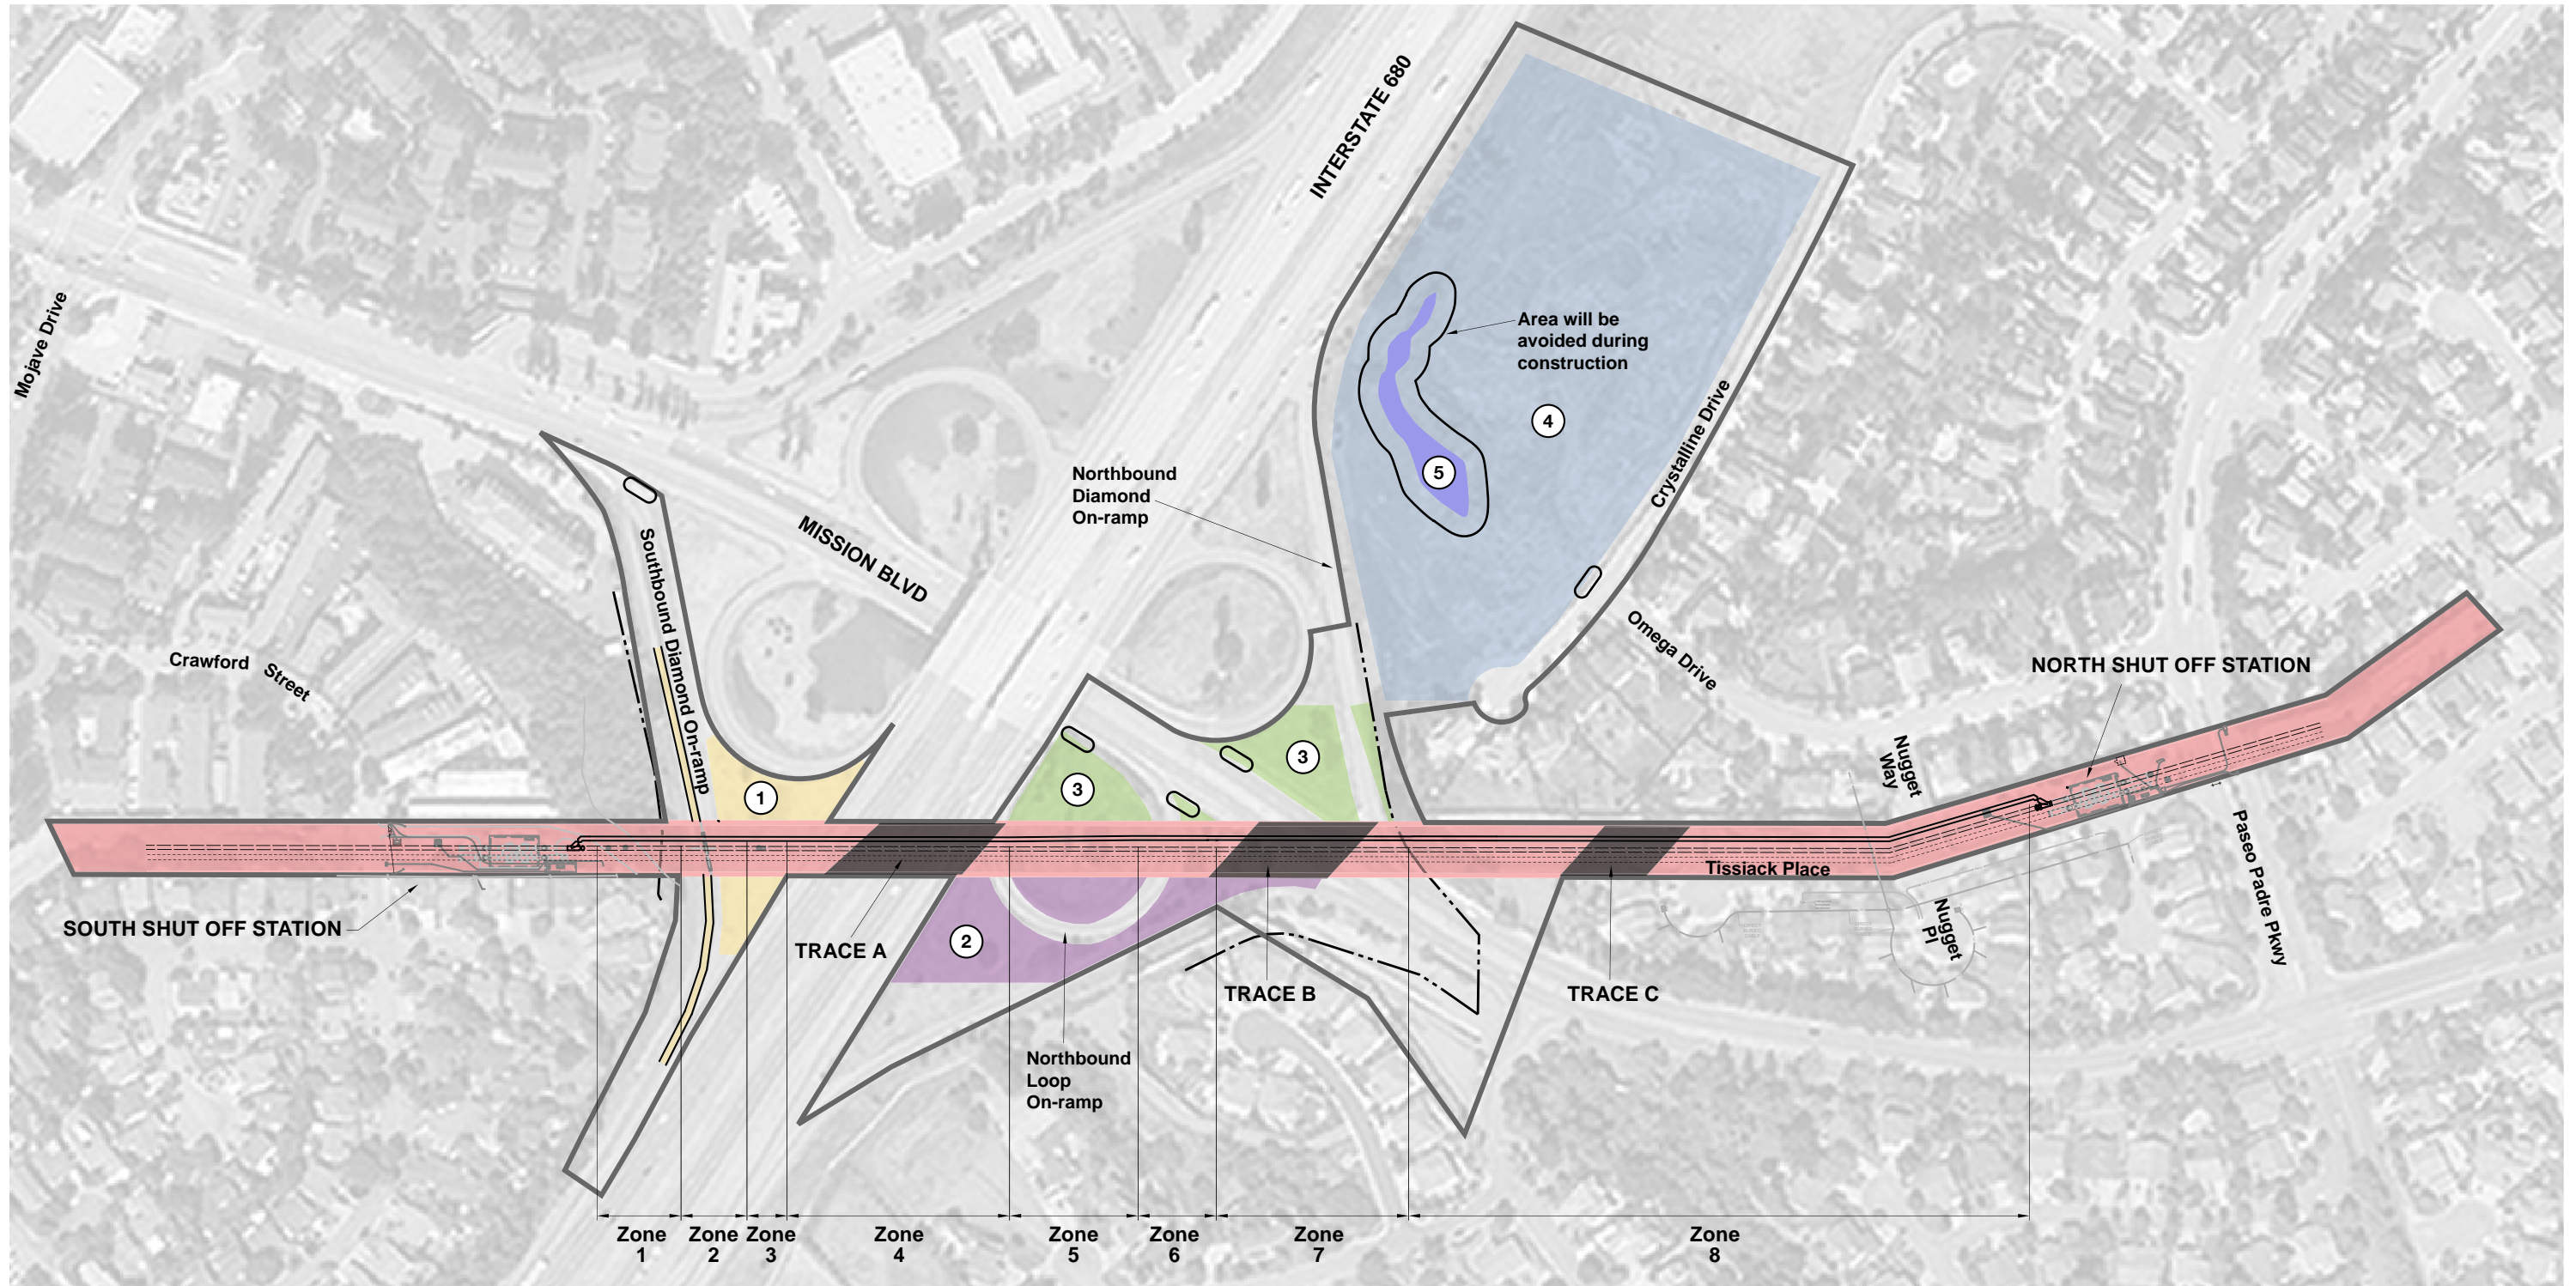 INTERSTATE 680
Mojave Drive
Area will be
avoided during
construction
4
5
Crystalline Drive
Northbound
Diamond
On-ramp
MISSION BLVD
Southbound Diamond On-ramp
Crawford Street
Omega Drive
NORTH SHUT OFF STATION
Nugget
Way
1
3
3
Tissiack Place
Paseo Padre Pkwy
SOUTH SHUT OFF STATION
TRACE A
2
Nugget
Pl
TRACE B
TRACE C
Northbound
Loop
On-ramp
Zone
1
Zone
2
Zone
3
Zone
4
Zone
5
Zone
6
Zone
7
Zone
8